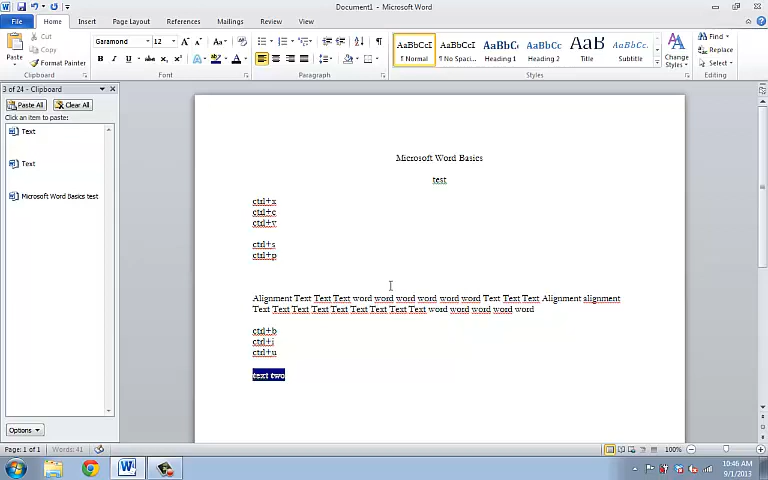 Document1 - Microsoft Word
File Home Insert Page Layout References Mailings Review View
Paste
Cut
Copy
Format Painter
Clipboard
Garamond 12
Font
Paragraph
AaBbCcI AaBbCcI AaBbC AaBbCc AaB AaBbCc.
¶ Normal ¶ No Spaci... Heading 1 Heading 2 Title Subtitle
Change
Styles
Styles
Find
Replace
Select
Editing
3 of 24 - Clipboard
Paste All Clear All
Click an item to paste:
Text
Text
Microsoft Word Basics test
Options
Microsoft Word Basics
test
ctrl+x
ctrl+c
ctrl+v
ctrl+s
ctrl+p
Alignment Text Text Text word word word word word word Text Text Text Alignment alignment
Text Text Text Text Text Text Text Text Text word word word word word
ctrl+b
ctrl+i
ctrl+u
text two
Page: 1 of 1 Words: 41 100%
10:46 AM
9/1/2013